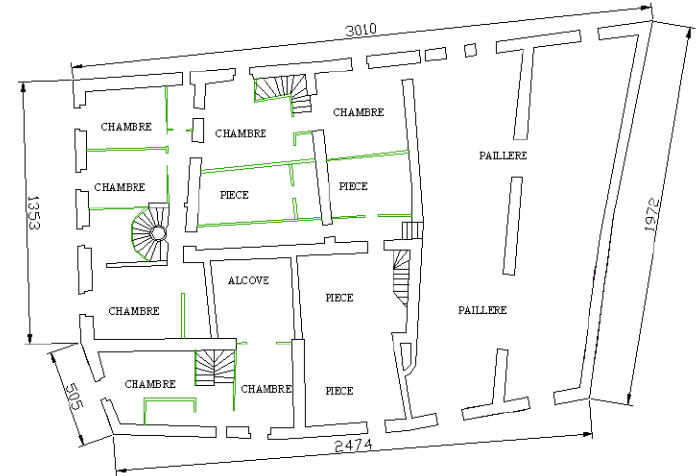 3010
CHAMBRE
CHAMBRE
CHAMBRE
PAILLERE
CHAMBRE
PIECE
PIECE
1353
1972
ALCOVE
PIECE
CHAMBRE
PAILLERE
505
CHAMBRE
CHAMBRE
PIECE
2474